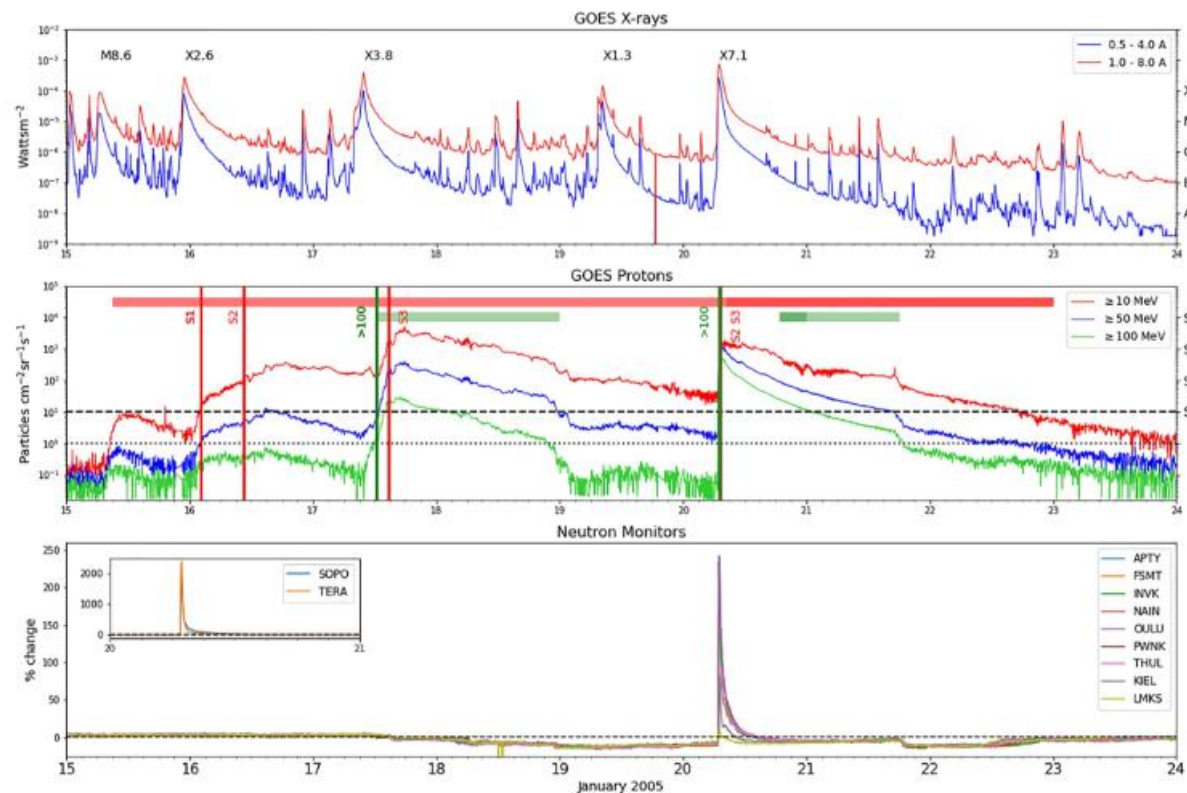 GOES X-rays
M8.6 X2.6 X3.8 X1.3 X7.1
0.5 - 4.0 A
1.0 - 8.0 A
Wattsm⁻²
10⁻²
10⁻³
10⁻⁴ X
10⁻⁵ M
10⁻⁶ C
10⁻⁷ B
10⁻⁸ A
10⁻⁹
15 16 17 18 19 20 21 22 23 24
GOES Protons
≥10 MeV
≥50 MeV
≥100 MeV
S1 S2 >100 S3 >100 S2 S3
Particles cm⁻²sr⁻¹s⁻¹
10⁵
10⁴
10³
10²
10¹
10⁰
10⁻¹
15 16 17 18 19 20 21 22 23 24
Neutron Monitors
% change
250
200
150
100
50
0
2000
1000
0
20 21
SOPO
TERA
APTY
FSMT
INVK
NAIN
OULU
PWNK
THUL
KIEL
LMKS
15 16 17 18 19 20 21 22 23 24
January 2005